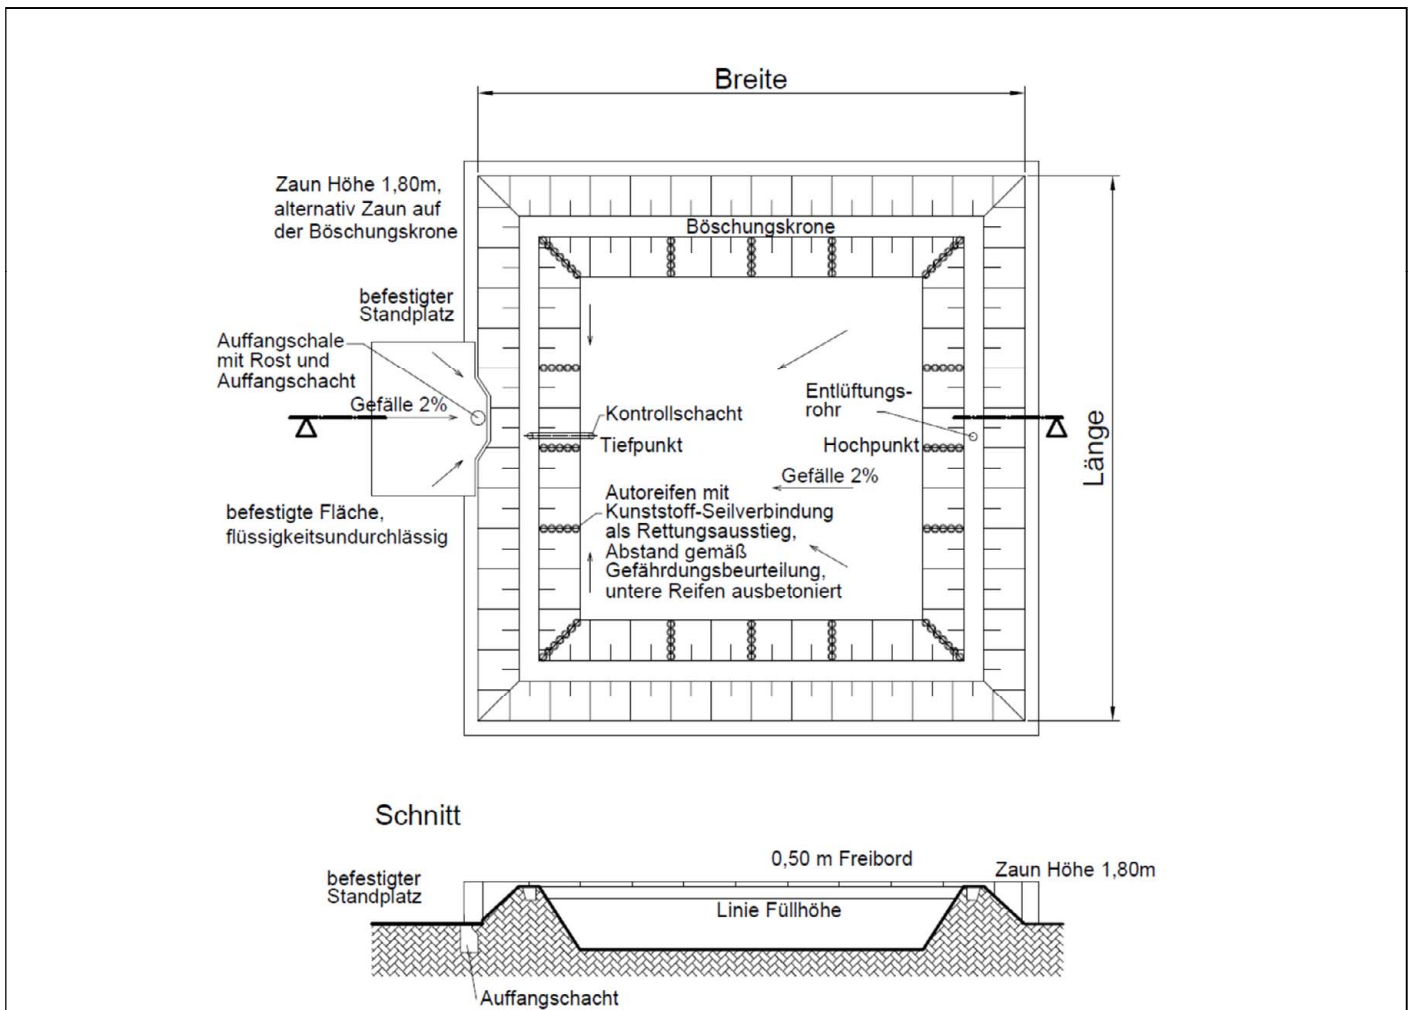 Breite
Zaun Höhe 1,80m,
alternativ Zaun auf
der Böschungskrone
Böschungskrone
befestigter
Standplatz
Auffangschale
mit Rost und
Auffangschacht
Gefälle 2%
Kontrollschacht
Tiefpunkt
Entlüftungs-
rohr
Hochpunkt
Länge
Gefälle 2%
Autoreifen mit
Kunststoff-Seilverbindung
als Rettungsausstieg,
Abstand gemäß
Gefährdungsbeurteilung,
untere Reifen ausbetoniert
befestigte Fläche,
flüssigkeitsundurchlässig
Schnitt
0,50 m Freibord
Zaun Höhe 1,80m
befestigter
Standplatz
Linie Füllhöhe
Auffangschacht